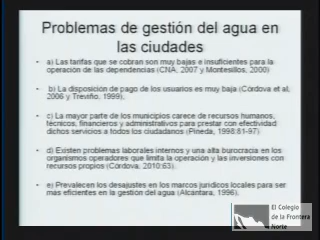 Problemas de gestión del agua en
las ciudades
a) Las tarifas que se cobran son muy bajas e insuficientes para la
operación de las dependencias (CNA, 2007 y Montesillos, 2000)
b) La disposición de pago de los usuarios es muy baja (Córdova et al,
2006 y Treviño, 1999).
c) La mayor parte de los municipios carece de recursos humanos,
técnicos, financieros y administrativos para prestar con efectividad
dichos servicios a todos los ciudadanos (Pineda, 1998:81-97)
d) Existen problemas laborales internos y una alta burocracia en los
organismos operadores que limita la operación y las inversiones con
recursos propios (Córdova, 2010:63).
e) Prevalecen los desajustes en los marcos jurídicos locales para ser
más eficientes en la gestión del agua (Alcántara, 1996).
El Colegio
de la Frontera
Norte